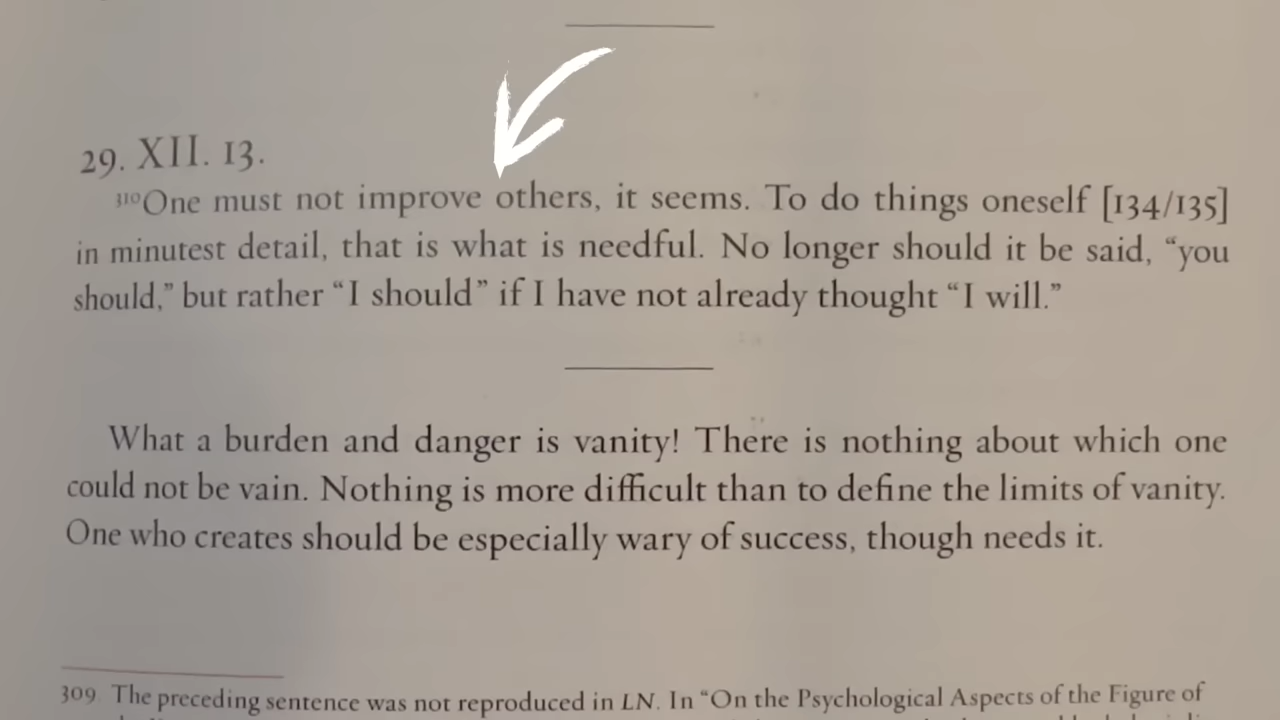 29. XII. 13.
³¹⁰One must not improve others, it seems. To do things oneself [134/135]
in minutest detail, that is what is needful. No longer should it be said, “you
should,” but rather “I should” if I have not already thought “I will.”
What a burden and danger is vanity! There is nothing about which one
could not be vain. Nothing is more difficult than to define the limits of vanity.
One who creates should be especially wary of success, though needs it.
309. The preceding sentence was not reproduced in LN. In “On the Psychological Aspects of the Figure of